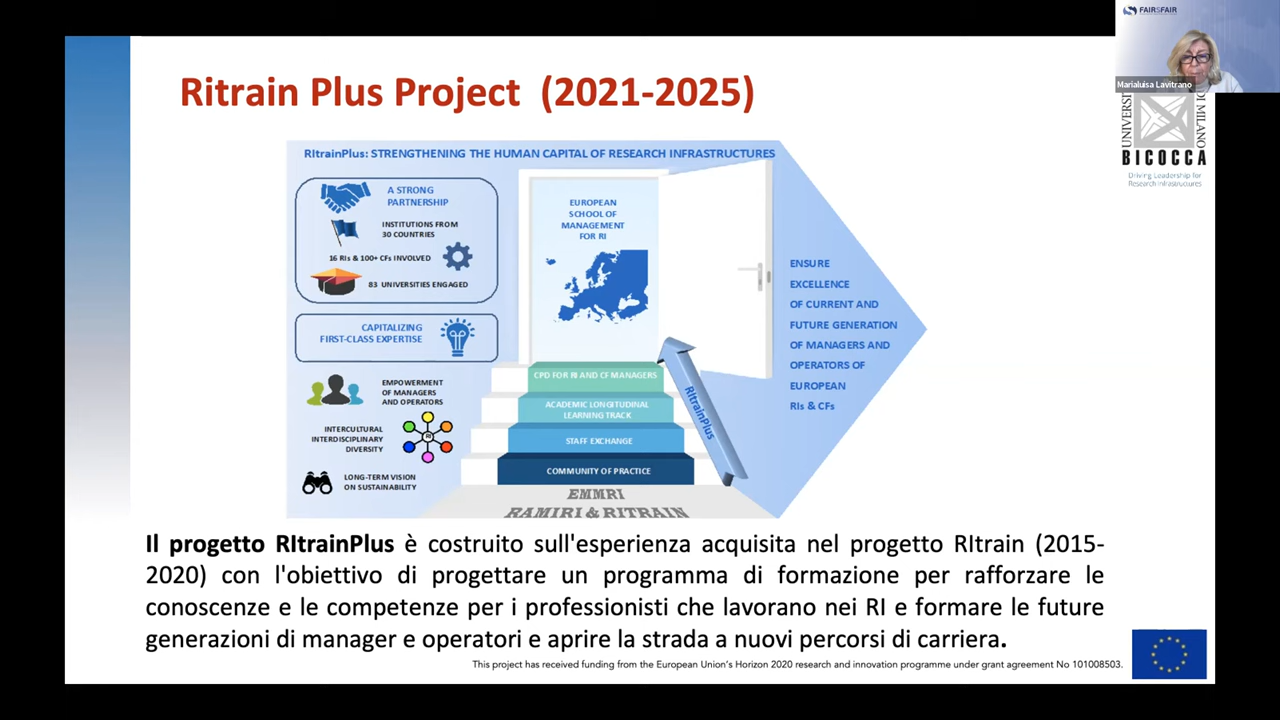 FAIRSFAIR
Marialuisa Lavitrano
Ritrain Plus Project (2021-2025)
UNIVERSITÀ
DI MILANO
BICOCCA
Driving Leadership for
Research Infrastructures
RItrainPlus: STRENGTHENING THE HUMAN CAPITAL OF RESEARCH INFRASTRUCTURES
A STRONG
PARTNERSHIP
INSTITUTIONS FROM
30 COUNTRIES
16 RIs & 100+ CFs INVOLVED
83 UNIVERSITIES ENGAGED
CAPITALIZING
FIRST-CLASS EXPERTISE
EMPOWERMENT
OF MANAGERS
AND OPERATORS
INTERCULTURAL
INTERDISCIPLINARY
DIVERSITY
RI
LONG-TERM VISION
ON SUSTAINABILITY
EUROPEAN
SCHOOL OF
MANAGEMENT
FOR RI
CPD FOR RI AND CF MANAGERS
ACADEMIC LONGITUDINAL
LEARNING TRACK
STAFF EXCHANGE
COMMUNITY OF PRACTICE
EMMRI
RAMIRI & RITRAIN
RItrainPlus
ENSURE
EXCELLENCE
OF CURRENT AND
FUTURE GENERATION
OF MANAGERS AND
OPERATORS OF
EUROPEAN
RIs & CFs
Il progetto RItrainPlus è costruito sull'esperienza acquisita nel progetto RItrain (2015-
2020) con l'obiettivo di progettare un programma di formazione per rafforzare le
conoscenze e le competenze per i professionisti che lavorano nei RI e formare le future
generazioni di manager e operatori e aprire la strada a nuovi percorsi di carriera.
This project has received funding from the European Union's Horizon 2020 research and innovation programme under grant agreement No 101008503.